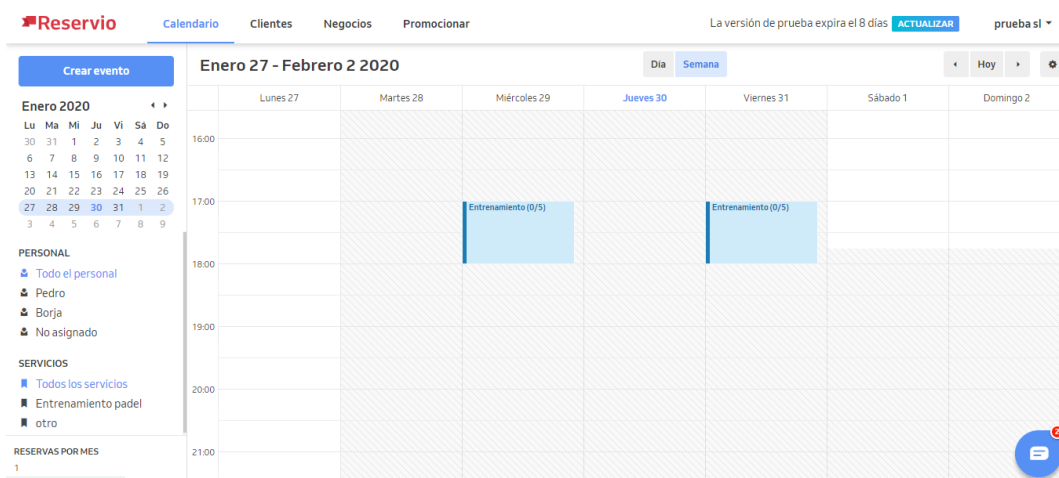 Reservio
Calendario Clientes Negocios Promocionar
La versión de prueba expira el 8 días ACTUALIZAR
prueba sl
Crear evento
Enero 27 - Febrero 2 2020
Día Semana
Hoy
Enero 2020
Lu Ma Mi Ju Vi Sá Do
30 31 1 2 3 4 5
6 7 8 9 10 11 12
13 14 15 16 17 18 19
20 21 22 23 24 25 26
27 28 29 30 31 1 2
3 4 5 6 7 8 9
PERSONAL
Todo el personal
Pedro
Borja
No asignado
SERVICIOS
Todos los servicios
Entrenamiento padel
otro
RESERVAS POR MES
1
Lunes 27 Martes 28 Miércoles 29 Jueves 30 Viernes 31 Sábado 1 Domingo 2
16:00
17:00
Entrenamiento (0/5) Entrenamiento (0/5)
18:00
19:00
20:00
21:00
2